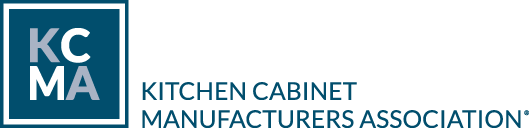 KC
MA
KITCHEN CABINET
MANUFACTURERS ASSOCIATION®